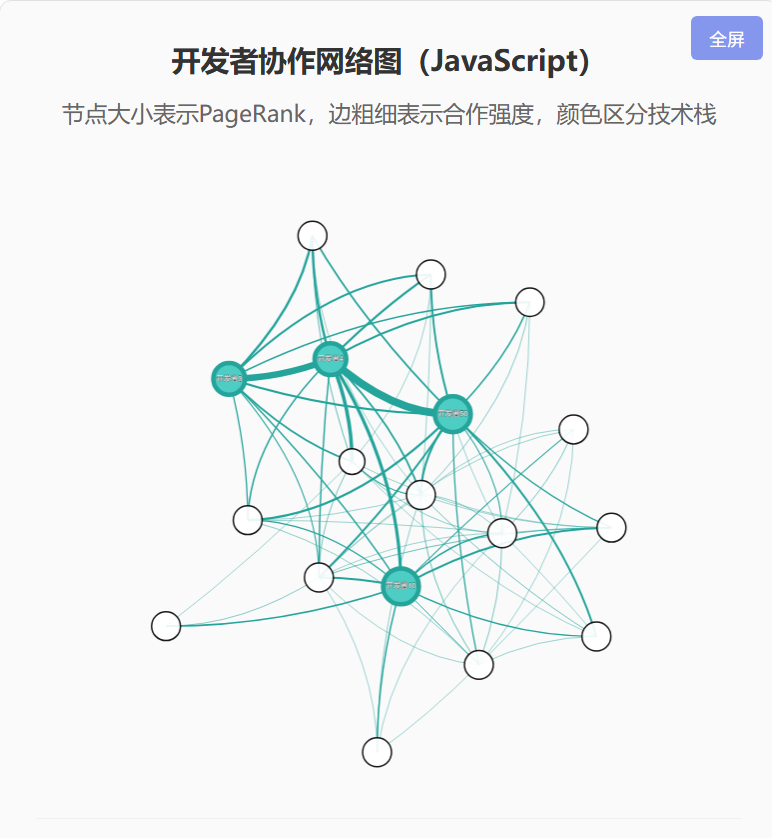 全屏
开发者协作网络图（JavaScript）
节点大小表示PageRank，边粗细表示合作强度，颜色区分技术栈